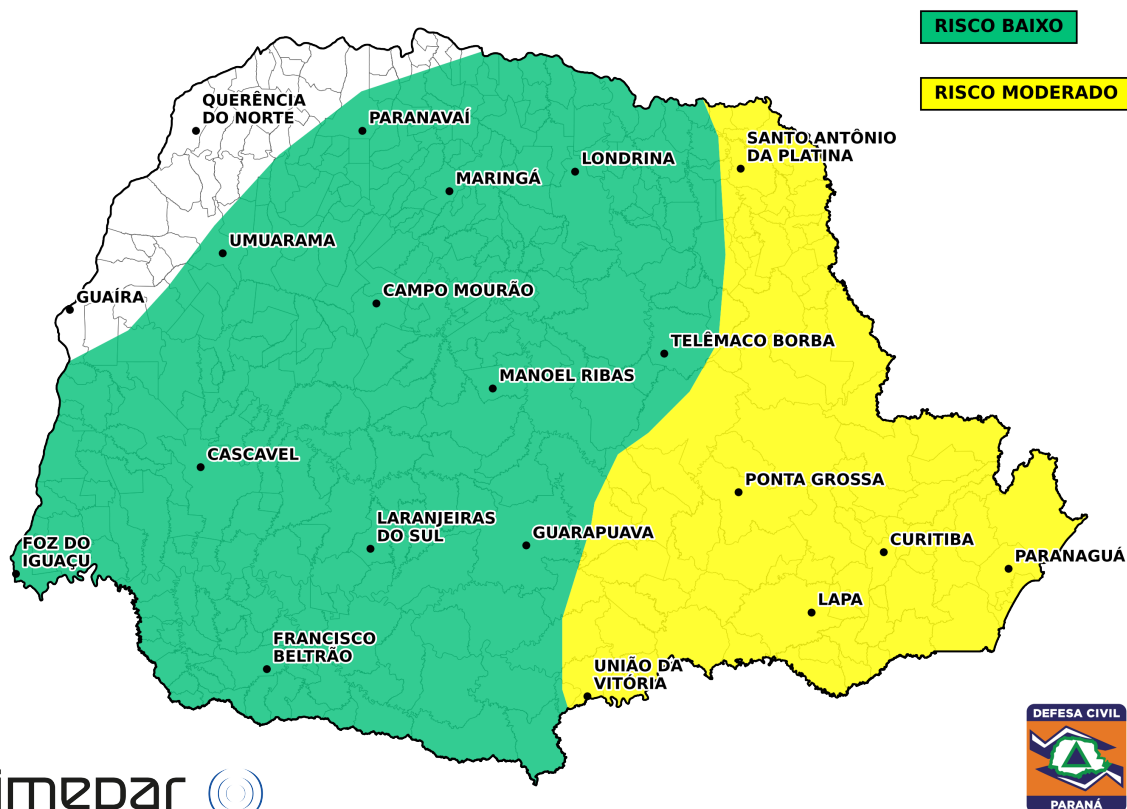 RISCO BAIXO
RISCO MODERADO
QUERÊNCIA
DO NORTE
PARANAVAÍ
SANTO ANTÔNIO
DA PLATINA
LONDRINA
MARINGÁ
UMUARAMA
CAMPO MOURÃO
GUAÍRA
TELÊMACO BORBA
MANOEL RIBAS
CASCAVEL
PONTA GROSSA
LARANJEIRAS
DO SUL
GUARAPUAVA
CURITIBA
FOZ DO
IGUAÇU
PARANAGUÁ
LAPA
FRANCISCO
BELTRÃO
UNIÃO DA
VITÓRIA
DEFESA CIVIL
PARANÁ
imepar